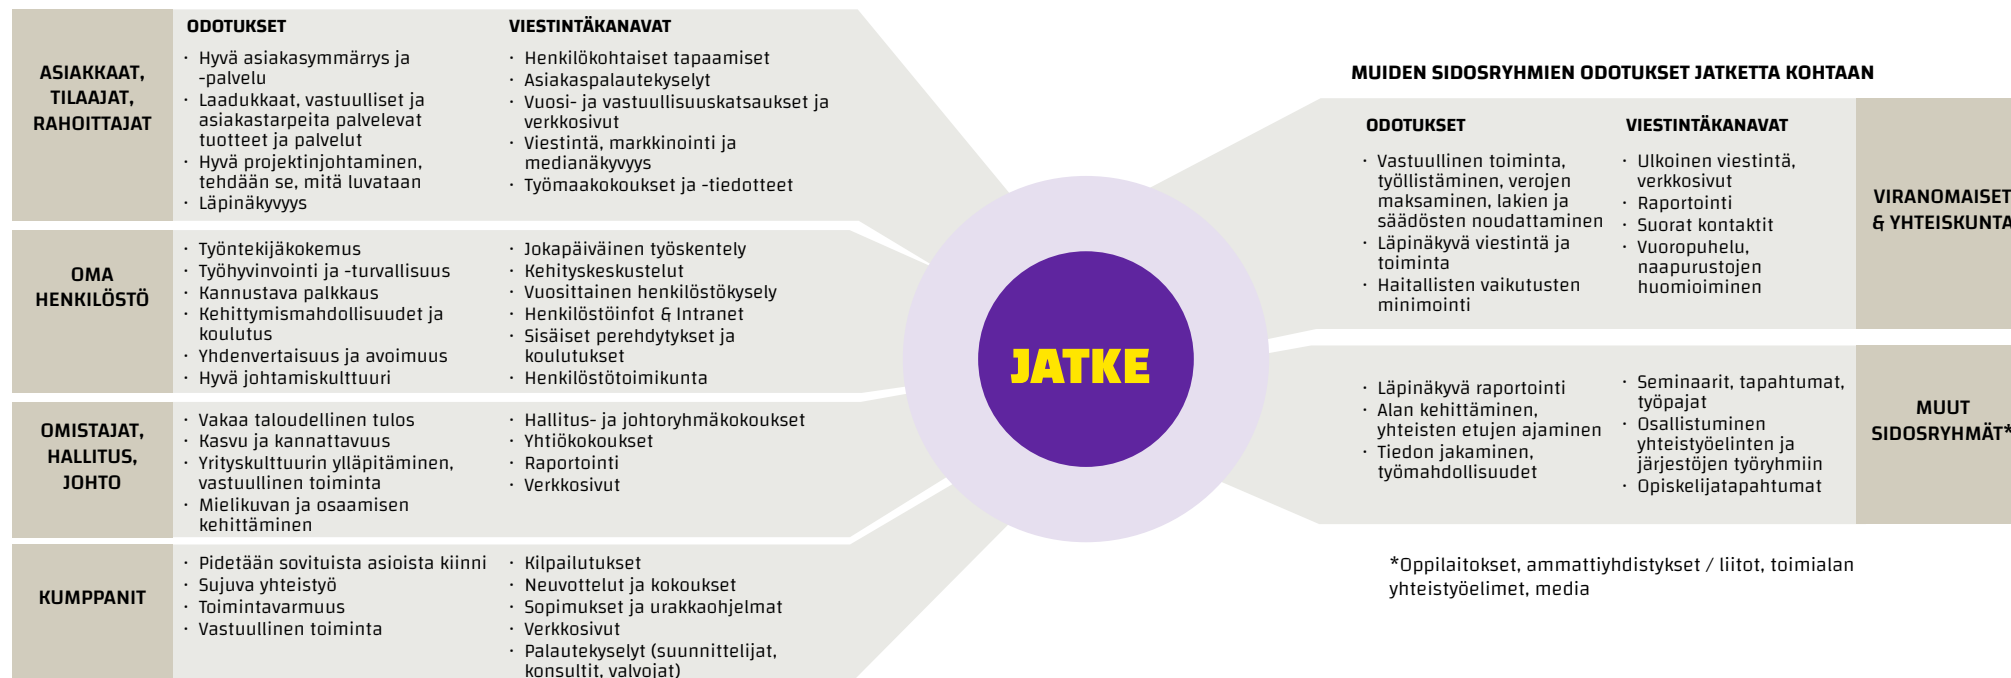 ODOTUKSET
VIESTINTÄKANAVAT
ASIAKKAAT,
TILAAJAT,
RAHOITTAJAT
· Hyvä asiakasymmärrys ja
-palvelu
· Laadukkaat, vastuulliset ja
asiakastarpeita palvelevat
tuotteet ja palvelut
· Hyvä projektinjohtaminen,
tehdään se, mitä luvataan
· Läpinäkyvyys
· Henkilökohtaiset tapaamiset
· Asiakaspalautekyselyt
· Vuosi- ja vastuullisuuskatsaukset ja
verkkosivut
· Viestintä, markkinointi ja
medianäkyvyys
· Työmaakokoukset ja -tiedotteet
OMA
HENKILÖSTÖ
· Työntekijäkokemus
· Työhyvinvointi ja -turvallisuus
· Kannustava palkkaus
· Kehittymismahdollisuudet ja
koulutus
· Yhdenvertaisuus ja avoimuus
· Hyvä johtamiskulttuuri
· Jokapäiväinen työskentely
· Kehityskeskustelut
· Vuosittainen henkilöstökysely
· Henkilöstöinfot & Intranet
· Sisäiset perehdytykset ja
koulutukset
· Henkilöstötoimikunta
OMISTAJAT,
HALLITUS,
JOHTO
· Vakaa taloudellinen tulos
· Kasvu ja kannattavuus
· Yrityskulttuurin ylläpitäminen,
vastuullinen toiminta
· Mielikuvan ja osaamisen
kehittäminen
· Hallitus- ja johtoryhmäkokoukset
· Yhtiökokoukset
· Raportointi
· Verkkosivut
KUMPPANIT
· Pidetään sovituista asioista kiinni
· Sujuva yhteistyö
· Toimintavarmuus
· Vastuullinen toiminta
· Kilpailutukset
· Neuvottelut ja kokoukset
· Sopimukset ja urakkaohjelmat
· Verkkosivut
· Palautekyselyt (suunnittelijat,
konsultit, valvojat)
JATKE
MUIDEN SIDOSRYHMIEN ODOTUKSET JATKETTA KOHTAAN
ODOTUKSET
VIESTINTÄKANAVAT
· Vastuullinen toiminta,
työllistäminen, verojen
maksaminen, lakien ja
säädösten noudattaminen
· Läpinäkyvä viestintä ja
toiminta
· Haitallisten vaikutusten
minimointi
· Ulkoinen viestintä,
verkkosivut
· Raportointi
· Suorat kontaktit
· Vuoropuhelu,
naapurustojen
huomioiminen
VIRANOMAISET
& YHTEISKUNTA
· Läpinäkyvä raportointi
· Alan kehittäminen,
yhteisten etujen ajaminen
· Tiedon jakaminen,
työmahdollisuudet
· Seminaarit, tapahtumat,
työpajat
· Osallistuminen
yhteistyöelinten ja
järjestöjen työryhmiin
· Opiskelijatapahtumat
MUUT
SIDOSRYHMÄT*
*Oppilaitokset, ammattiyhdistykset / liitot, toimialan
yhteistyöelimet, media